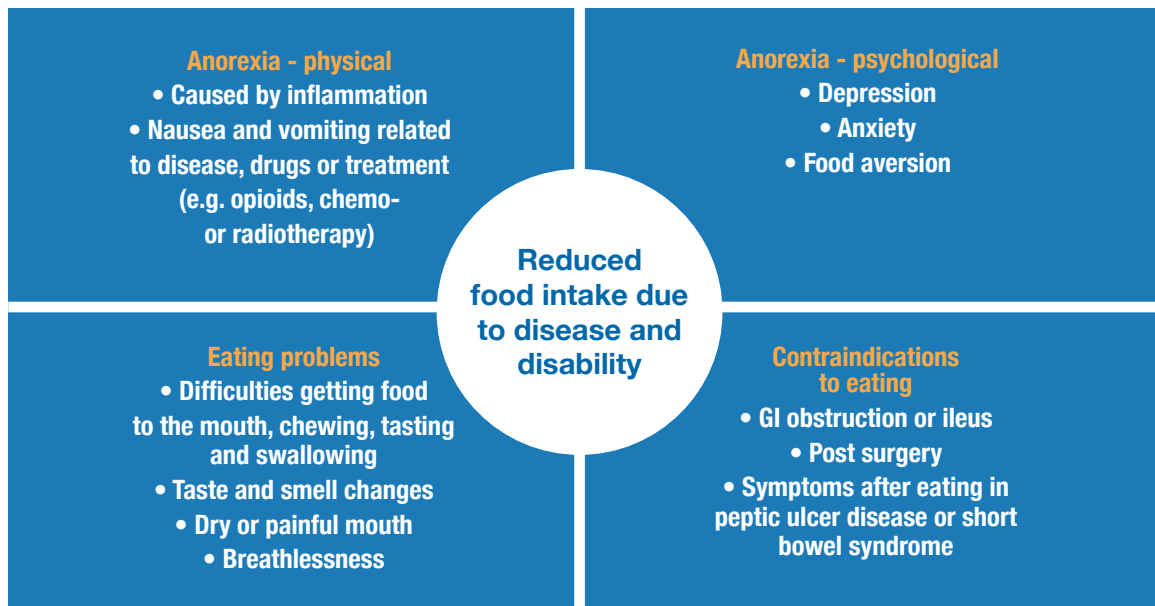 Anorexia - physical
• Caused by inflammation
• Nausea and vomiting related
to disease, drugs or treatment
(e.g. opioids, chemo-
or radiotherapy)
Anorexia - psychological
• Depression
• Anxiety
• Food aversion
Reduced
food intake due
to disease and
disability
Eating problems
• Difficulties getting food
to the mouth, chewing, tasting
and swallowing
• Taste and smell changes
• Dry or painful mouth
• Breathlessness
Contraindications
to eating
• GI obstruction or ileus
• Post surgery
• Symptoms after eating in
peptic ulcer disease or short
bowel syndrome